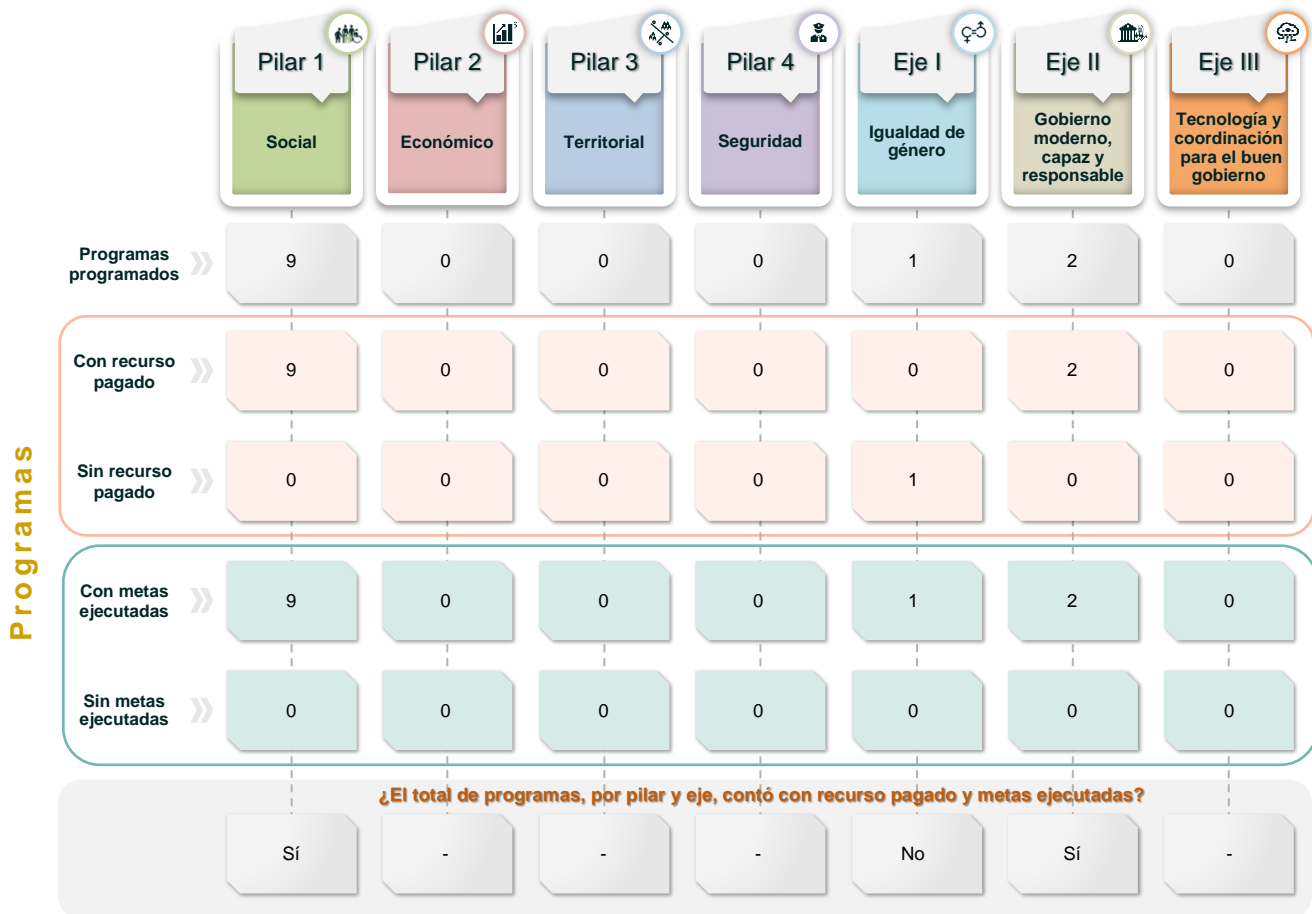 Pilar 1
Pilar 2
Pilar 3
Pilar 4
Eje I
Eje II
Eje III
Social
Económico
Territorial
Seguridad
Igualdad de
género
Gobierno
moderno,
capaz y
responsable
Tecnología y
coordinación
para el buen
gobierno
Programas
Programas
programados
9 0 0 0 1 2 0
Con recurso
pagado
9 0 0 0 0 2 0
Sin recurso
pagado
0 0 0 0 1 0 0
Con metas
ejecutadas
9 0 0 0 1 2 0
Sin metas
ejecutadas
0 0 0 0 0 0 0
¿El total de programas, por pilar y eje, contó con recurso pagado y metas ejecutadas?
Sí - - - No Sí -